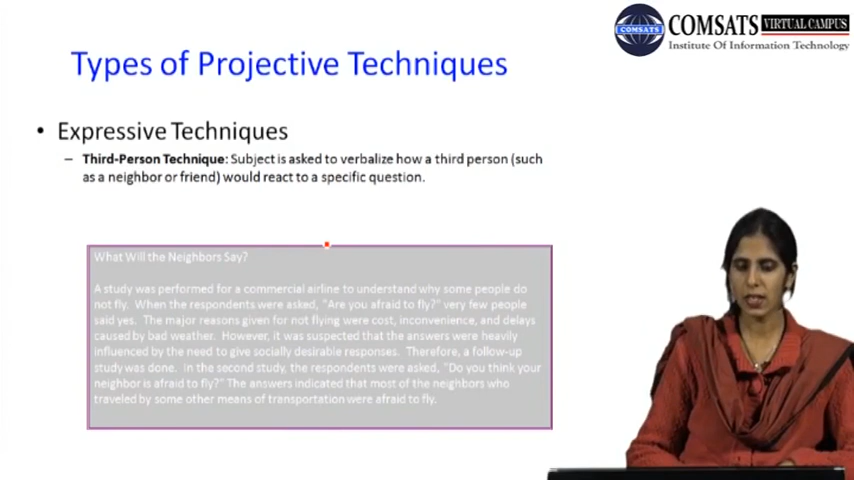 COMSATS VIRTUAL CAMPUS
COMSATS
Institute Of Information Technology
Types of Projective Techniques
• Expressive Techniques
– Third-Person Technique: Subject is asked to verbalize how a third person (such
as a neighbor or friend) would react to a specific question.
What Will the Neighbors Say?
A study was performed for a commercial airline to understand why some people do
not fly. When the respondents were asked, "Are you afraid to fly?" very few people
said yes. The major reasons given for not flying were cost, inconvenience, and delays
caused by bad weather. However, it was suspected that the answers were heavily
influenced by the need to give socially desirable responses. Therefore, a follow-up
study was done. In the second study, the respondents were asked, "Do you think your
neighbor is afraid to fly?" The answers indicated that most of the neighbors who
traveled by some other means of transportation were afraid to fly.